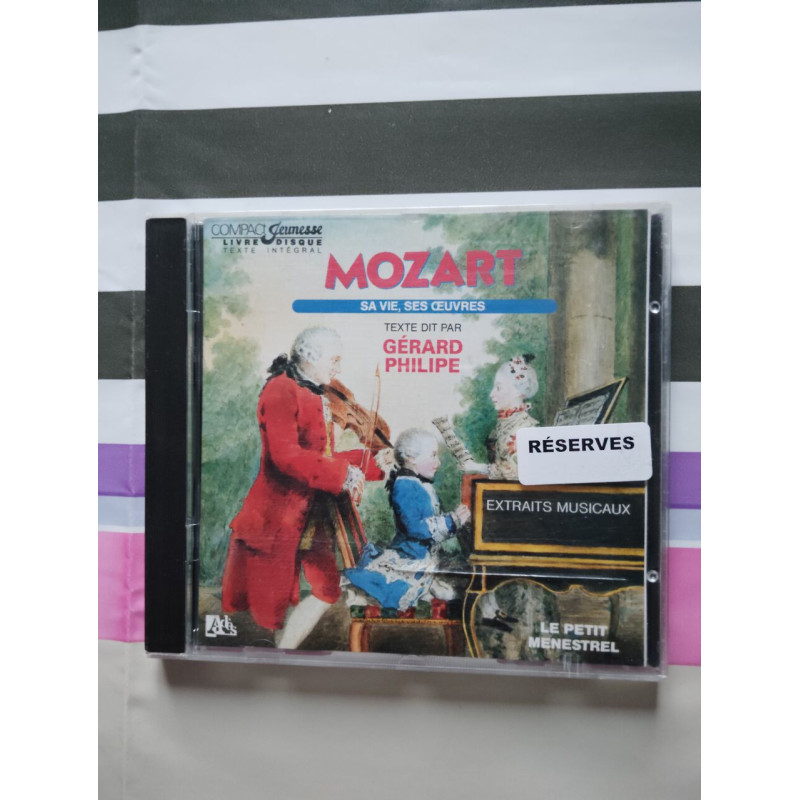 COMPACT Jeunesse
LIVRE DISQUE
TEXTE INTÉGRAL
MOZART
SA VIE, SES ŒUVRES
TEXTE DIT PAR
GÉRARD
PHILIPE
RÉSERVES
EXTRAITS MUSICAUX
LE PETIT
MENESTREL
Adès